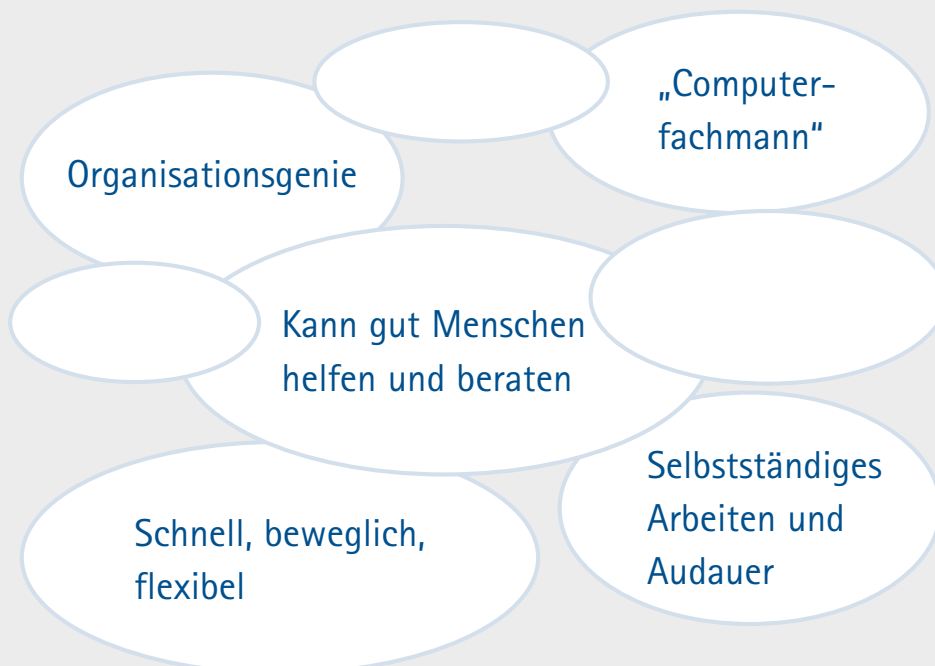 „Computer-
fachmann“
Organisationsgenie
Kann gut Menschen
helfen und beraten
Selbstständiges
Arbeiten und
Audauer
Schnell, beweglich,
flexibel